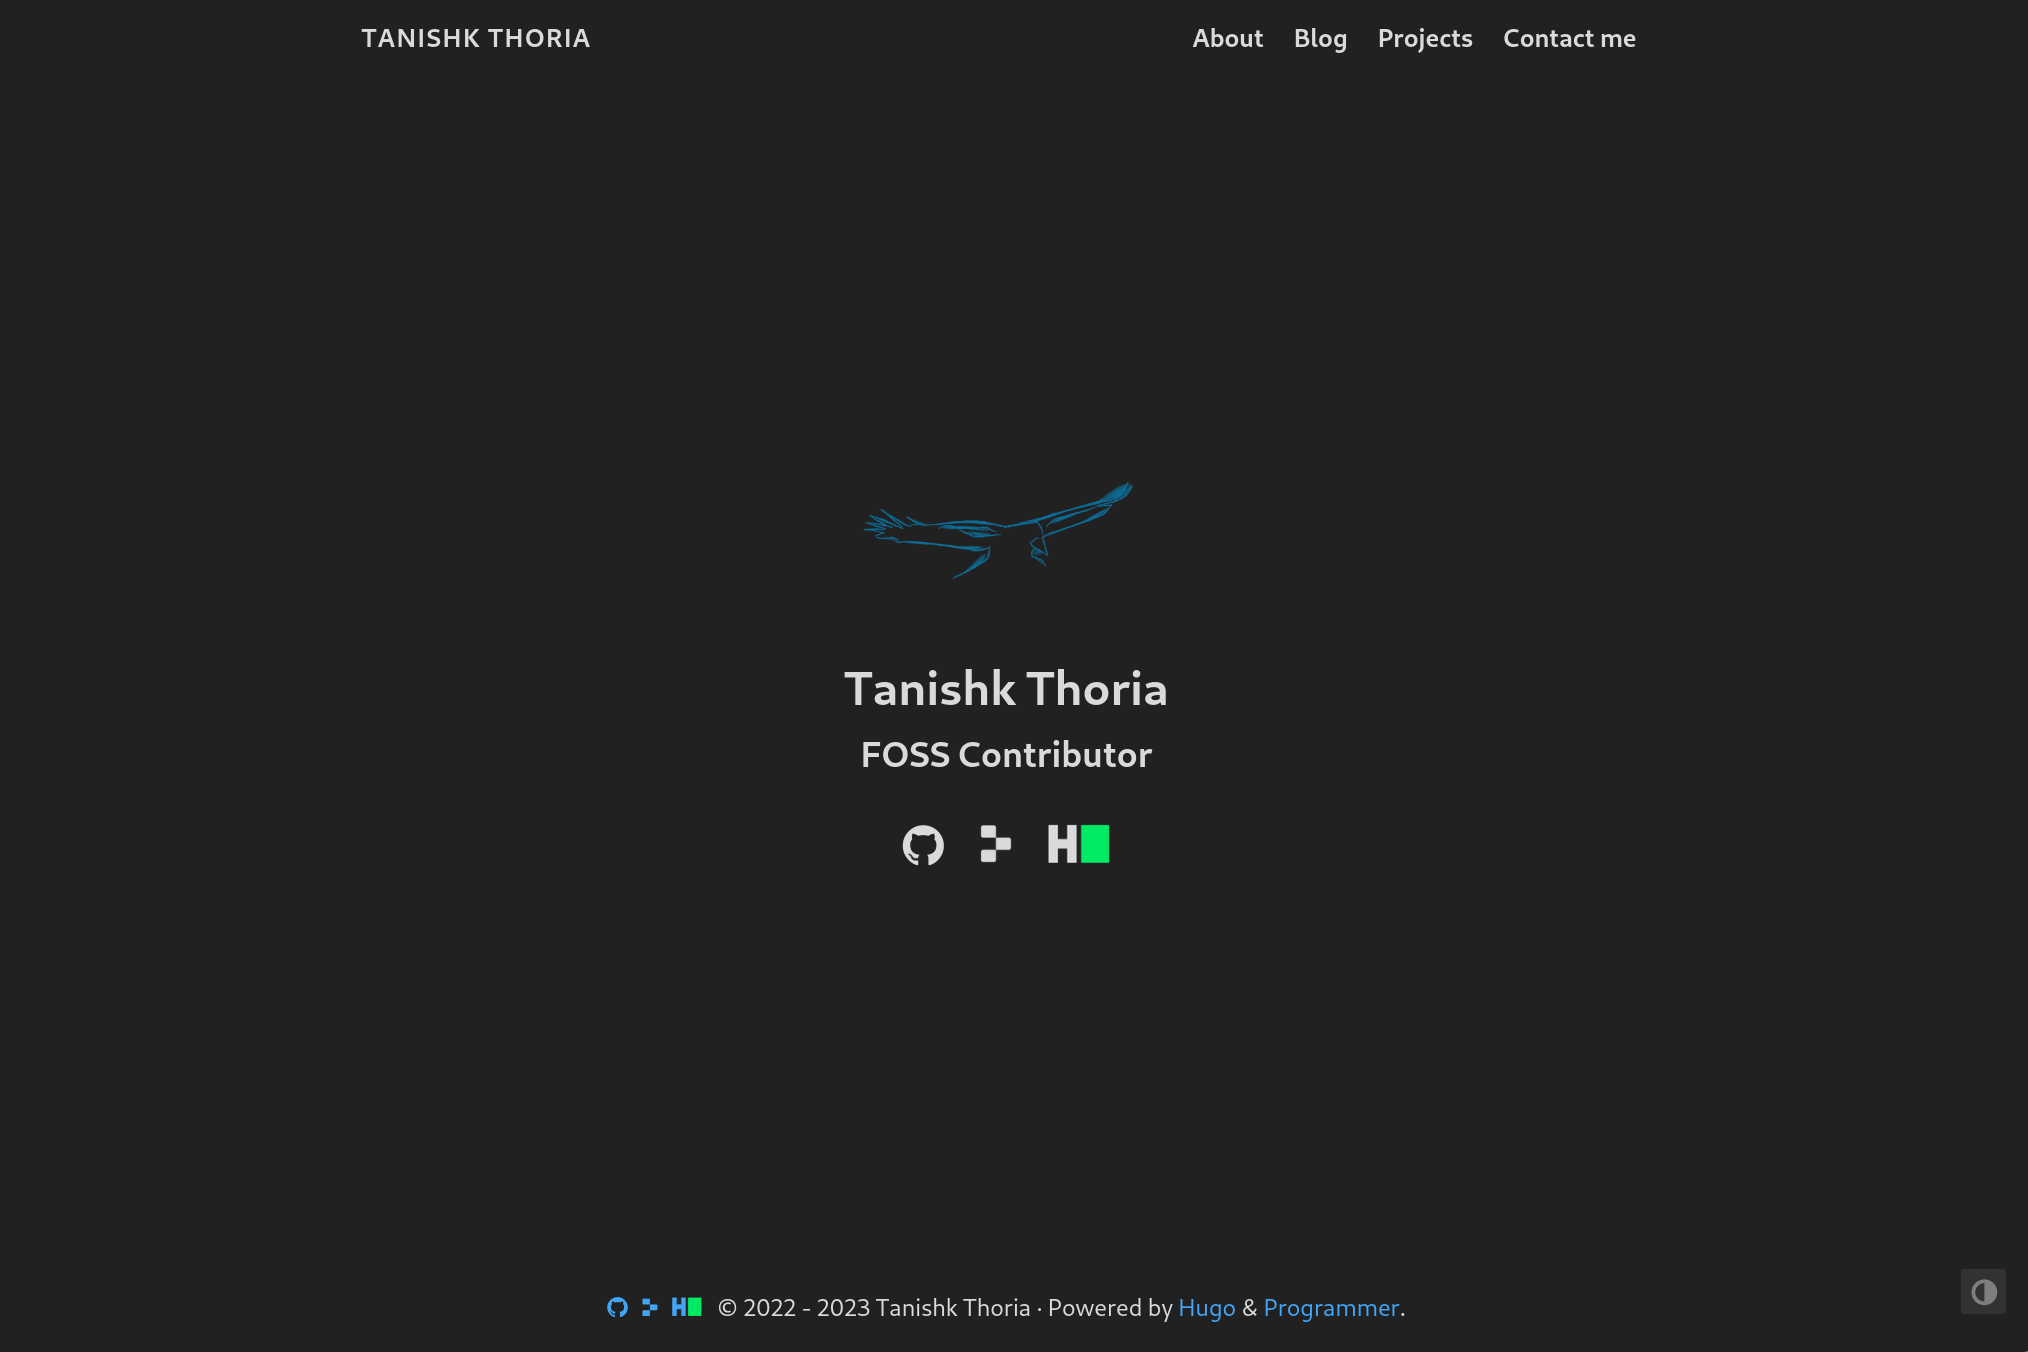 TANISHK THORIA
About Blog Projects Contact me
Tanishk Thoria
FOSS Contributor
H
H © 2022 - 2023 Tanishk Thoria · Powered by Hugo & Programmer.